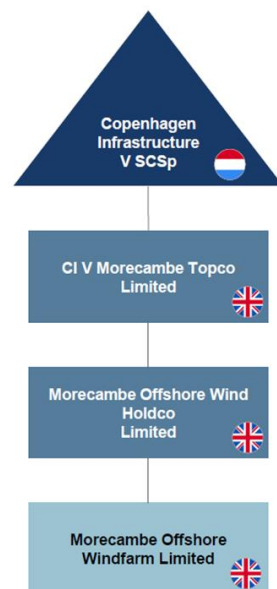 Copenhagen
Infrastructure
V SCSp
CI V Morecambe Topco
Limited
Morecambe Offshore Wind
Holdco
Limited
Morecambe Offshore
Windfarm Limited